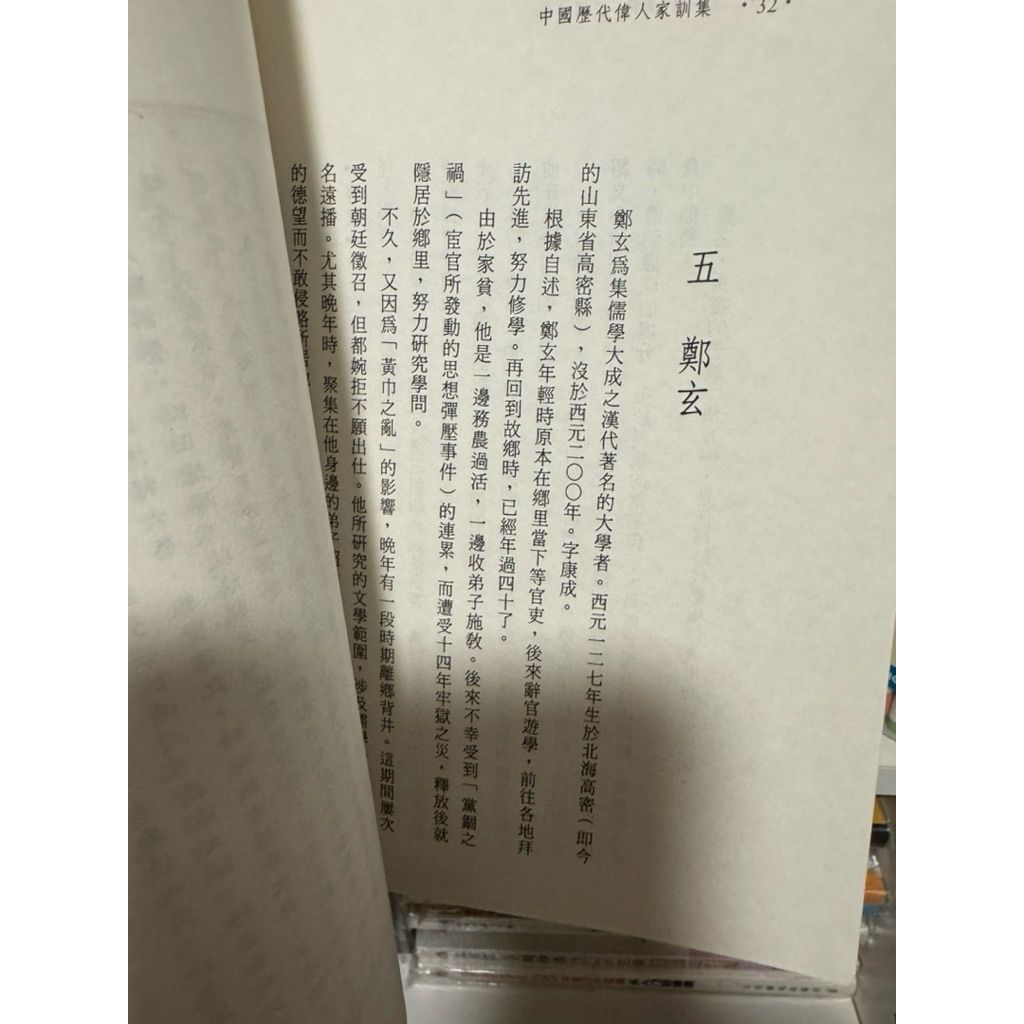 中國歷代偉人家訓集 •32•
五 鄭玄
鄭玄爲集儒學大成之漢代著名的大學者。西元一二七年生於北海高密（即今
的山東省高密縣），沒於西元二〇〇年。字康成。
根據自述，鄭玄年輕時原本在鄉里當下等官吏，後來辭官遊學，前往各地拜
訪先進，努力修學。再回到故鄉時，已經年過四十了。
由於家貧，他是一邊務農過活，一邊收弟子施教。後來不幸受到「黨錮之
禍」（宦官所發動的思想彈壓事件）的連累，而遭受十四年牢獄之災，釋放後就
隱居於鄉里，努力研究學問。
不久，又因爲「黃巾之亂」的影響，晚年有一段時期離鄉背井。這期間屢次
受到朝廷徵召，但都婉拒不願出仕。他所研究的文學範圍，涉及
名遠播。尤其晚年時，聚集在他身邊的弟子
的德望而不敢侵略所